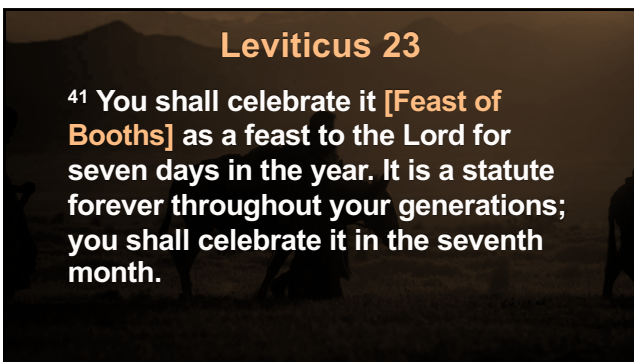 Leviticus 23
41 You shall celebrate it [Feast of
Booths] as a feast to the Lord for
seven days in the year. It is a statute
forever throughout your generations;
you shall celebrate it in the seventh
month.